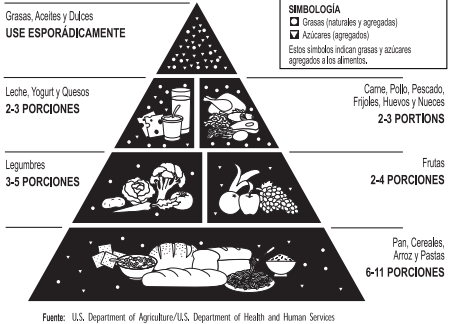 Grasas, Aceites y Dulces
USE ESPORÁDICAMENTE
SIMBOLOGÍA
Grasas (naturales y agregadas)
Azúcares (agregados)
Estos símbolos indican grasas y azúcares
agregados a los alimentos.
Leche, Yogurt y Quesos
2-3 PORCIONES
Carne, Pollo, Pescado,
Frijoles, Huevos y Nueces
2-3 PORTIONS
Legumbres
3-5 PORCIONES
Frutas
2-4 PORCIONES
Pan, Cereales,
Arroz y Pastas
6-11 PORCIONES
Fuente: U.S. Department of Agriculture/U.S. Department of Health and Human Services